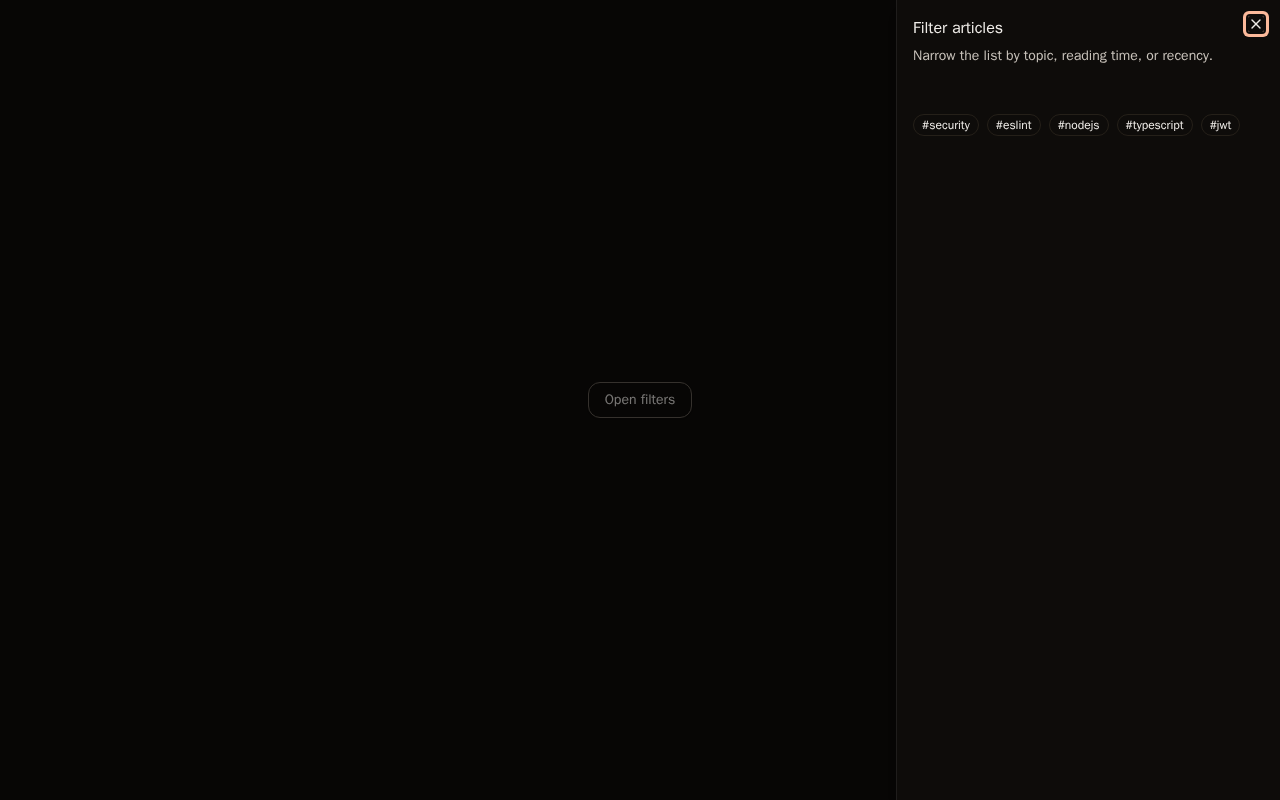 Filter articles
Narrow the list by topic, reading time, or recency.
#security #eslint #nodejs #typescript #jwt
Open filters